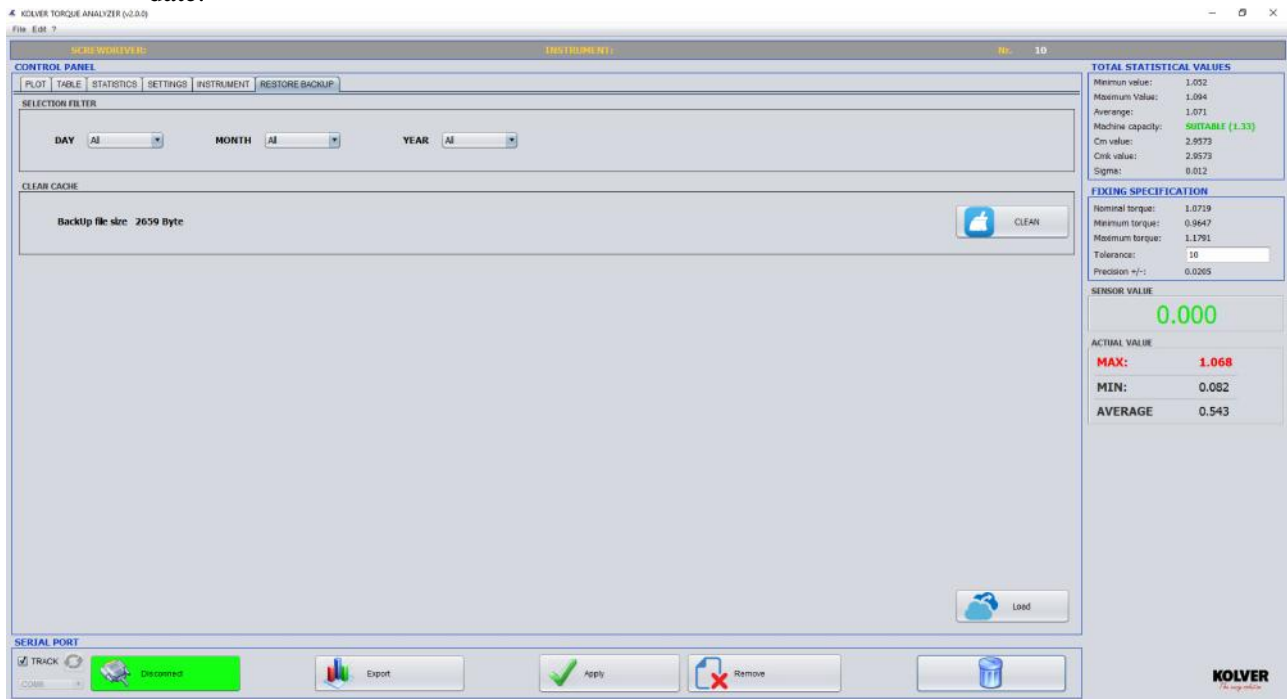 date.
KOLVER TORQUE ANALYZER (v2.0.0)
File Edit ?
SCREWDRIVER: INSTRUMENT: Nr. 10
CONTROL PANEL
PLOT TABLE STATISTICS SETTINGS INSTRUMENT RESTORE BACKUP
SELECTION FILTER
DAY All MONTH All YEAR All
CLEAN CACHE
BackUp file size 2659 Byte
CLEAN
Load
TOTAL STATISTICAL VALUES
Minimun value: 1.052
Maximum Value: 1.094
Averange: 1.071
Machine capacity: SUITABLE (1.33)
Cm value: 2.9573
Cmk value: 2.9573
Sigma: 0.012
FIXING SPECIFICATION
Nominal torque: 1.0719
Minimum torque: 0.9647
Maximum torque: 1.1791
Tolerance: 10
Precision +/-: 0.0205
SENSOR VALUE
0.000
ACTUAL VALUE
MAX: 1.068
MIN: 0.082
AVERAGE 0.543
SERIAL PORT
TRACK
Disconnect
Export
Apply
Remove
KOLVER
The easy solution